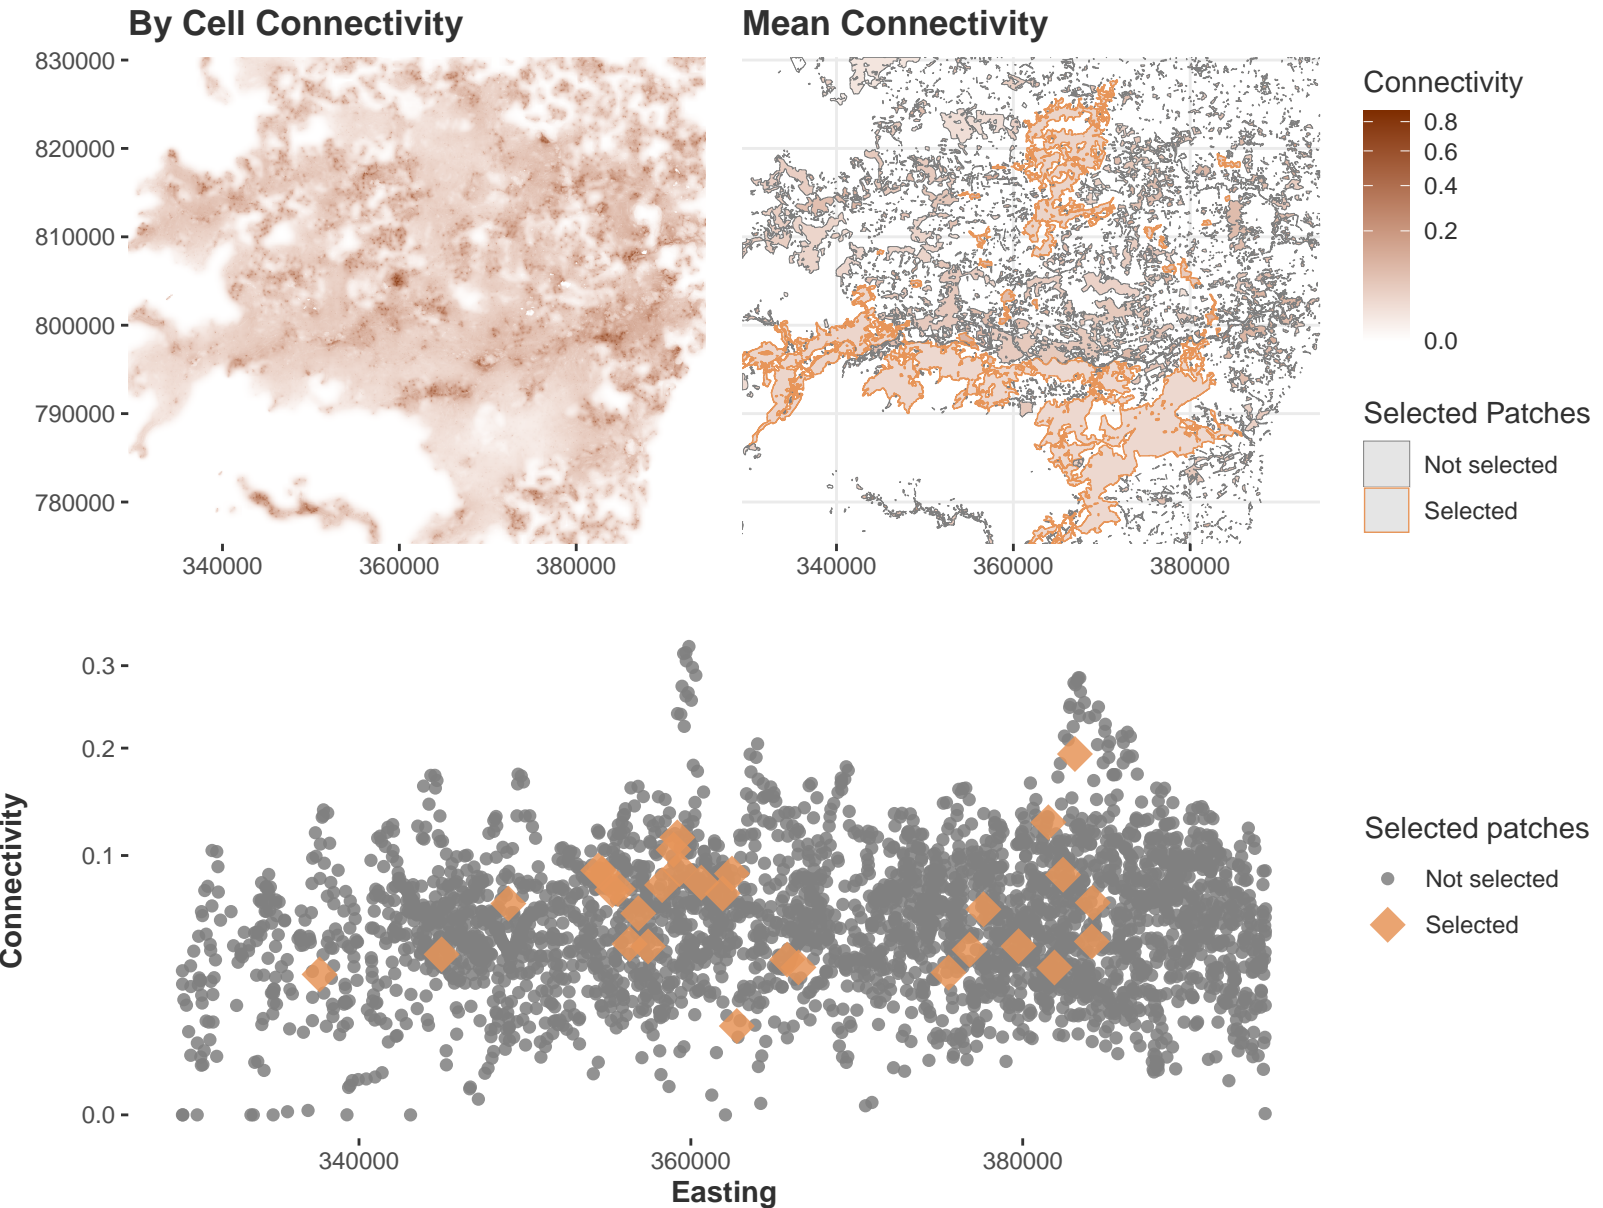 By Cell Connectivity
Mean Connectivity
830000
820000
810000
800000
790000
780000
340000
360000
380000
340000
360000
380000
Connectivity
0.8
0.6
0.4
0.2
0.0
Selected Patches
Not selected
Selected
Connectivity
0.3
0.2
0.1
0.0
340000
360000
380000
Easting
Selected patches
Not selected
Selected